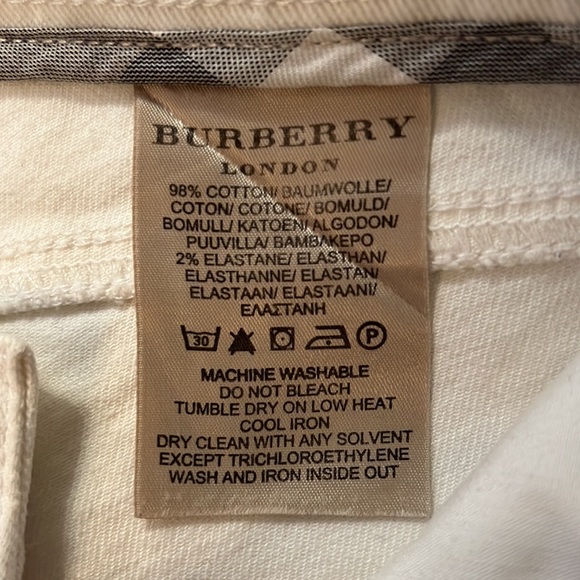 BURBERRY
LONDON
98% COTTON/ BAUMWOLLE/
COTON/ COTONE/ BOMULD/
BOMULL/ KATOEN/ ALGODON/
PUUVILLA/ BAMBAKEPO
2% ELASTANE/ ELASTHAN/
ELASTHANNE/ ELASTAN/
ELASTAAN/ ELASTAANI/
ΕΛΑΣΤΑΝΗ
30 P
MACHINE WASHABLE
DO NOT BLEACH
TUMBLE DRY ON LOW HEAT
COOL IRON
DRY CLEAN WITH ANY SOLVENT
EXCEPT TRICHLOROETHYLENE
WASH AND IRON INSIDE OUT